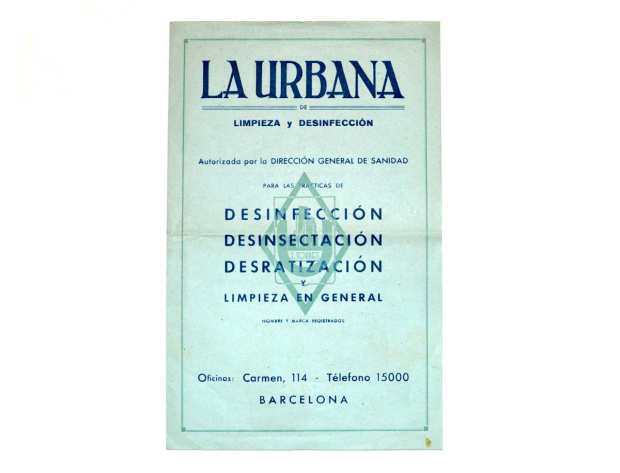 LA URBANA
DE
LIMPIEZA y DESINFECCIÓN
Autorizada por la DIRECCIÓN GENERAL DE SANIDAD
PARA LAS PRÁCTICAS DE
DESINFECCIÓN
DESINSECTACIÓN
DESRATIZACIÓN
Y
LIMPIEZA EN GENERAL
NOMBRE Y MARCA REGISTRADOS
Oficinas: Carmen, 114 - Teléfono 15000
BARCELONA